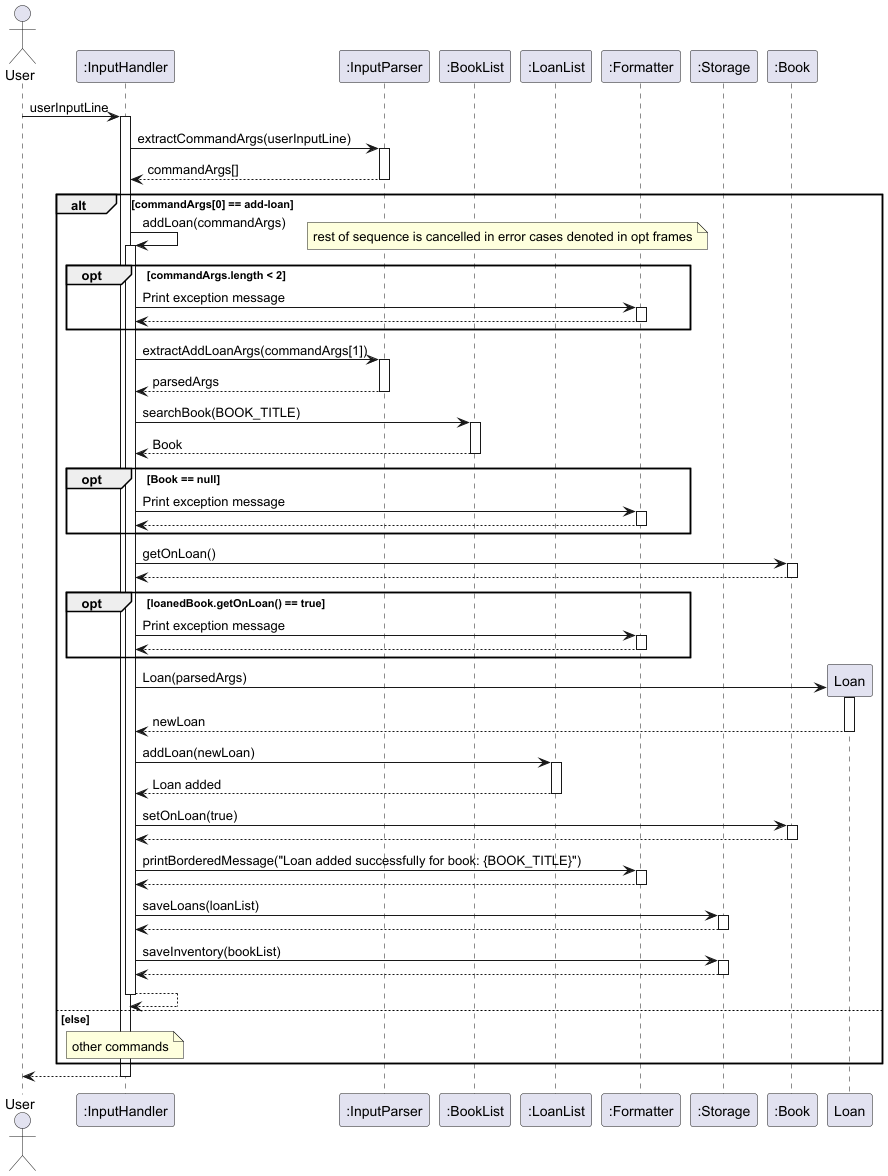 User
:InputHandler
:InputParser
:BookList
:LoanList
:Formatter
:Storage
:Book
userInputLine
extractCommandArgs(userInputLine)
commandArgs[]
alt
[commandArgs[0] == add-loan]
addLoan(commandArgs)
rest of sequence is cancelled in error cases denoted in opt frames
opt
[commandArgs.length < 2]
Print exception message
extractAddLoanArgs(commandArgs[1])
parsedArgs
searchBook(BOOK_TITLE)
Book
opt
[Book == null]
Print exception message
getOnLoan()
opt
[loanedBook.getOnLoan() == true]
Print exception message
Loan(parsedArgs)
Loan
newLoan
addLoan(newLoan)
Loan added
setOnLoan(true)
printBorderedMessage("Loan added successfully for book: {BOOK_TITLE}")
saveLoans(loanList)
saveInventory(bookList)
[else]
other commands
User
:InputHandler
:InputParser
:BookList
:LoanList
:Formatter
:Storage
:Book
Loan